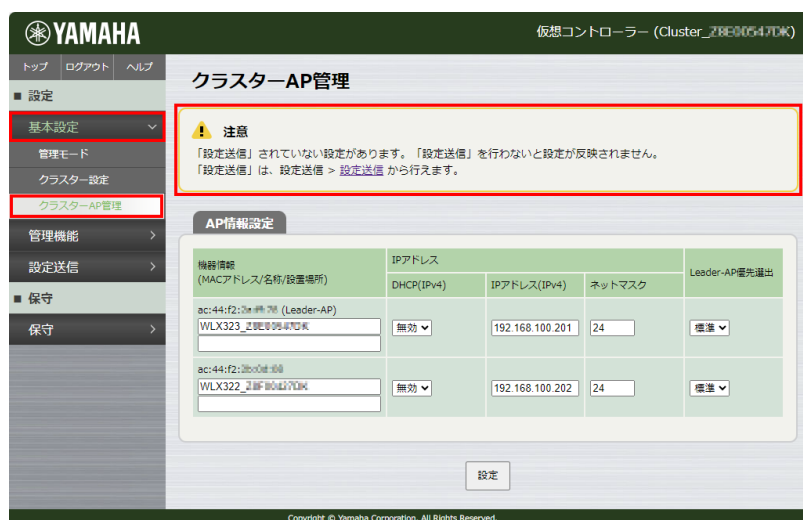 YAMAHA
仮想コントローラー (Cluster_
トップ ログアウト ヘルプ
■ 設定
基本設定
管理モード
クラスター設定
クラスターAP管理
管理機能
設定送信
■ 保守
保守
クラスターAP管理
注意
「設定送信」されていない設定があります。「設定送信」を行わないと設定が反映されません。
「設定送信」は、設定送信 > 設定送信 から行えます。
AP情報設定
機器情報
(MACアドレス/名称/設置場所)
IPアドレス
DHCP(IPv4) IPアドレス(IPv4) ネットマスク
Leader-AP優先選出
ac:44:f2: (Leader-AP)
WLX323_
無効 192.168.100.201 24 標準
ac:44:f2:
WLX322_
無効 192.168.100.202 24 標準
設定
Copyright © Yamaha Corporation. All Rights Reserved.